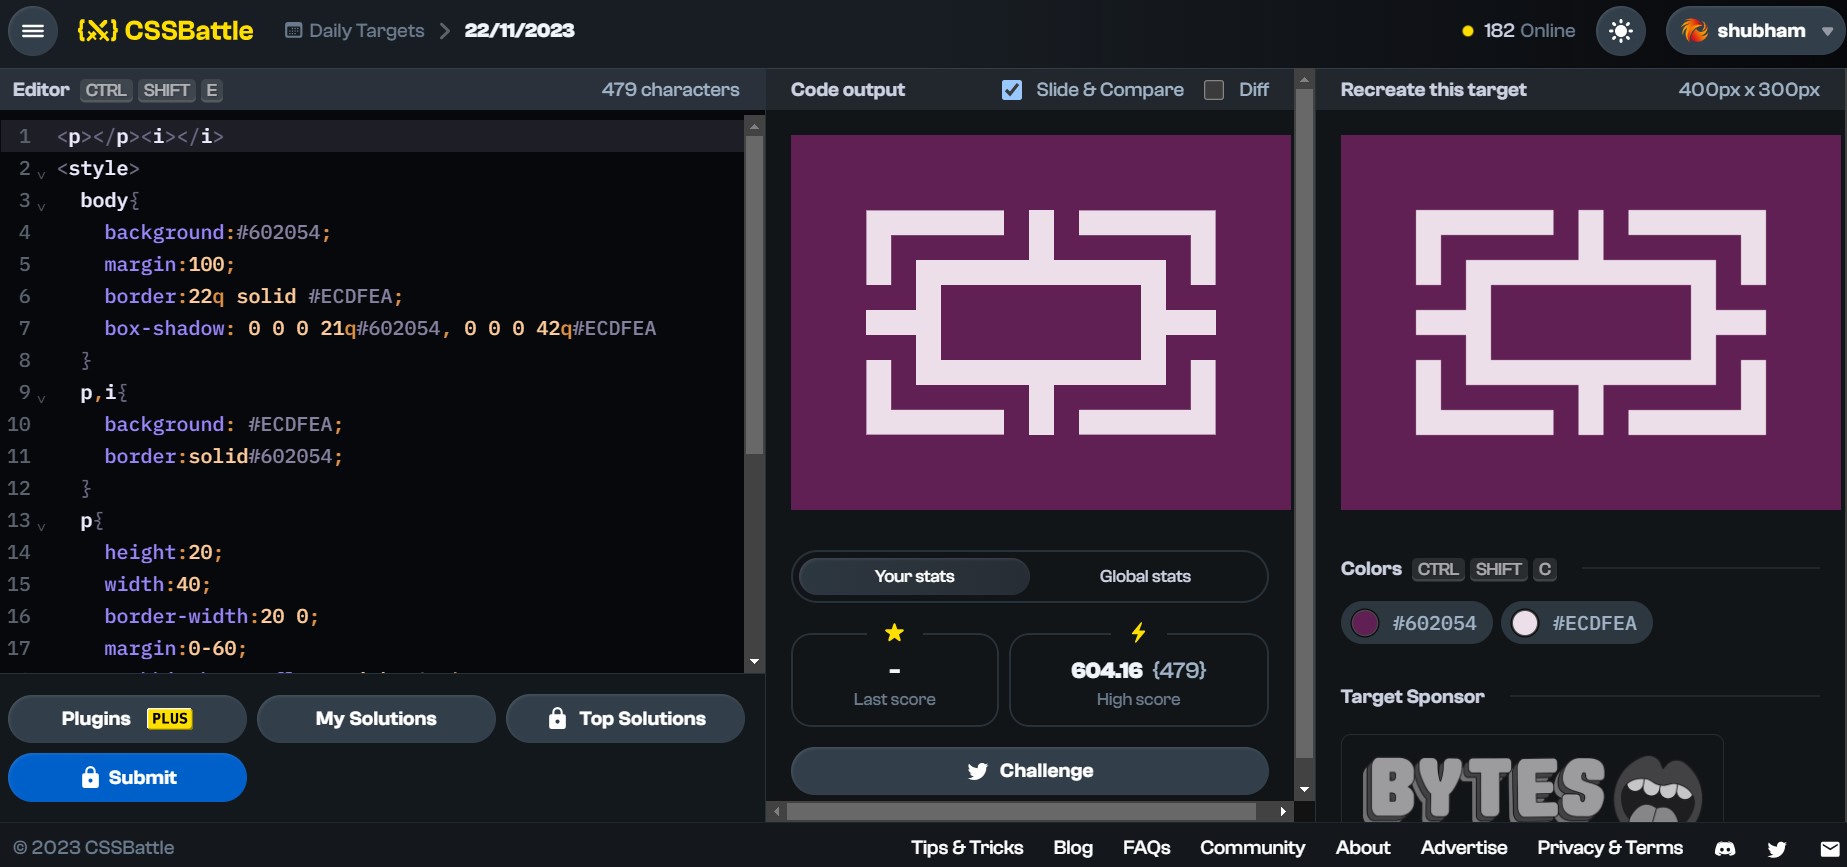 {X} CSSBattle Daily Targets 22/11/2023 182 Online shubham
Editor CTRL SHIFT E 479 characters
1 <p></p><i></i>
2 <style>
3 body{
4 background:#602054;
5 margin:100;
6 border:22q solid #ECDFEA;
7 box-shadow: 0 0 0 21q#602054, 0 0 0 42q#ECDFEA
8 }
9 p,i{
10 background: #ECDFEA;
11 border:solid#602054;
12 }
13 p{
14 height:20;
15 width:40;
16 border-width:20 0;
17 margin:0-60;
Plugins PLUS My Solutions Top Solutions
Submit
Code output Slide & Compare Diff
Your stats Global stats
- 604.16 {479}
Last score High score
Challenge
Recreate this target 400px x 300px
Colors CTRL SHIFT C
#602054 #ECDFEA
Target Sponsor
BYTES
© 2023 CSSBattle Tips & Tricks Blog FAQs Community About Advertise Privacy & Terms